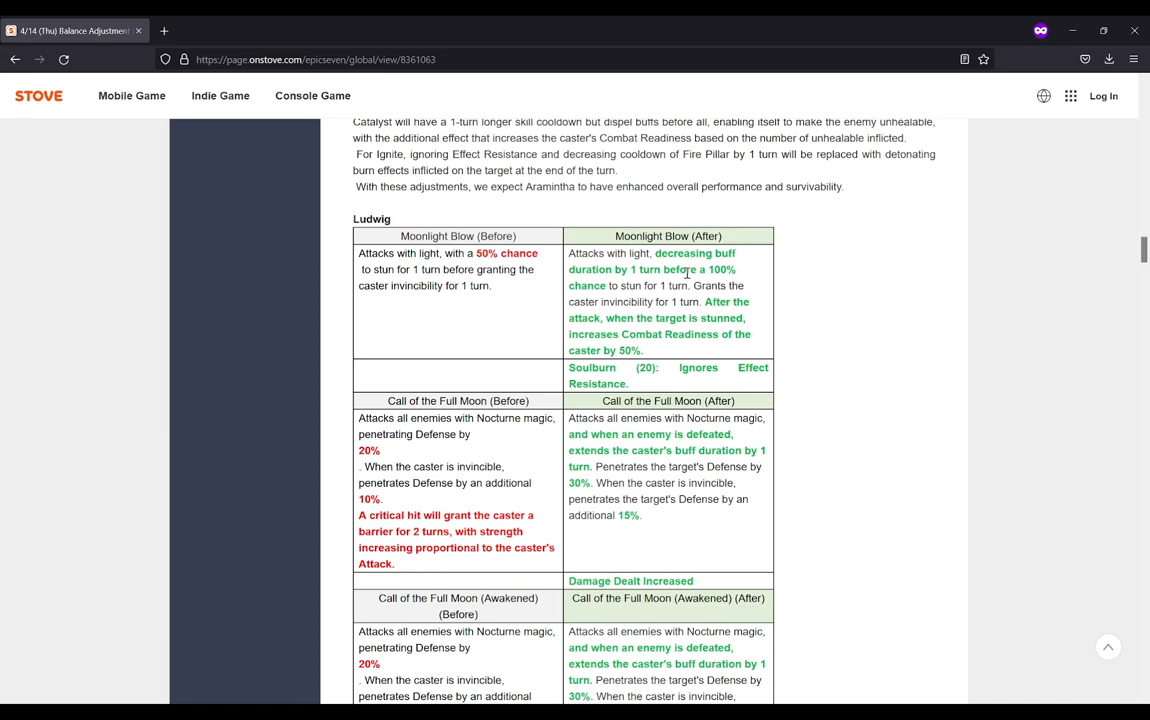 4/14 (Thu) Balance Adjustment
https://page.onstove.com/epicseven/global/view/8361063
STOVE
Mobile Game
Indie Game
Console Game
Log In
Catalyst will have a 1-turn longer skill cooldown but dispel buffs before all, enabling itself to make the enemy unhealable,
with the additional effect that increases the caster's Combat Readiness based on the number of unhealable inflicted.
For Ignite, ignoring Effect Resistance and decreasing cooldown of Fire Pillar by 1 turn will be replaced with detonating
burn effects inflicted on the target at the end of the turn.
With these adjustments, we expect Aramintha to have enhanced overall performance and survivability.
Ludwig
Moonlight Blow (Before)
Attacks with light, with a 50% chance
to stun for 1 turn before granting the
caster invincibility for 1 turn.
Moonlight Blow (After)
Attacks with light, decreasing buff
duration by 1 turn before a 100%
chance to stun for 1 turn. Grants the
caster invincibility for 1 turn. After the
attack, when the target is stunned,
increases Combat Readiness of the
caster by 50%.
Soulburn (20): Ignores Effect
Resistance.
Call of the Full Moon (Before)
Attacks all enemies with Nocturne magic,
penetrating Defense by
20%
. When the caster is invincible,
penetrates Defense by an additional
10%.
A critical hit will grant the caster a
barrier for 2 turns, with strength
increasing proportional to the caster's
Attack.
Call of the Full Moon (After)
Attacks all enemies with Nocturne magic,
and when an enemy is defeated,
extends the caster's buff duration by 1
turn. Penetrates the target's Defense by
30%. When the caster is invincible,
penetrates the target's Defense by an
additional 15%.
Damage Dealt Increased
Call of the Full Moon (Awakened)
(Before)
Attacks all enemies with Nocturne magic,
penetrating Defense by
20%
. When the caster is invincible,
penetrates Defense by an additional
Call of the Full Moon (Awakened) (After)
Attacks all enemies with Nocturne magic,
and when an enemy is defeated,
extends the caster's buff duration by 1
turn. Penetrates the target's Defense by
30%. When the caster is invincible,